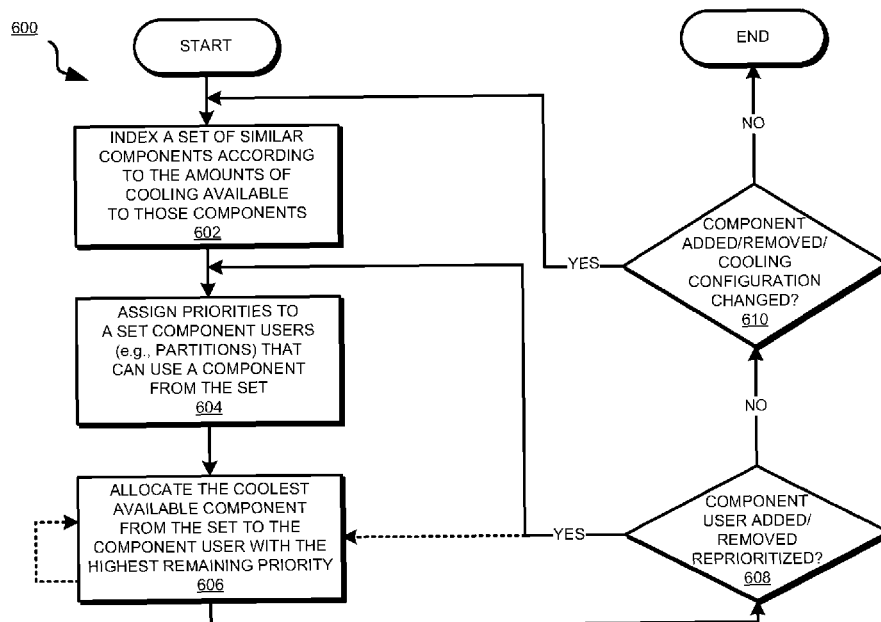 600
START
INDEX A SET OF SIMILAR
COMPONENTS ACCORDING
TO THE AMOUNTS OF
COOLING AVAILABLE
TO THOSE COMPONENTS
602
ASSIGN PRIORITIES TO
A SET COMPONENT USERS
(e.g., PARTITIONS) THAT
CAN USE A COMPONENT
FROM THE SET
604
ALLOCATE THE COOLEST
AVAILABLE COMPONENT
FROM THE SET TO THE
COMPONENT USER WITH THE
HIGHEST REMAINING PRIORITY
606
YES
COMPONENT
USER ADDED/
REMOVED
REPRIORITIZED?
608
NO
YES
COMPONENT
ADDED/REMOVED/
COOLING
CONFIGURATION
CHANGED?
610
NO
END